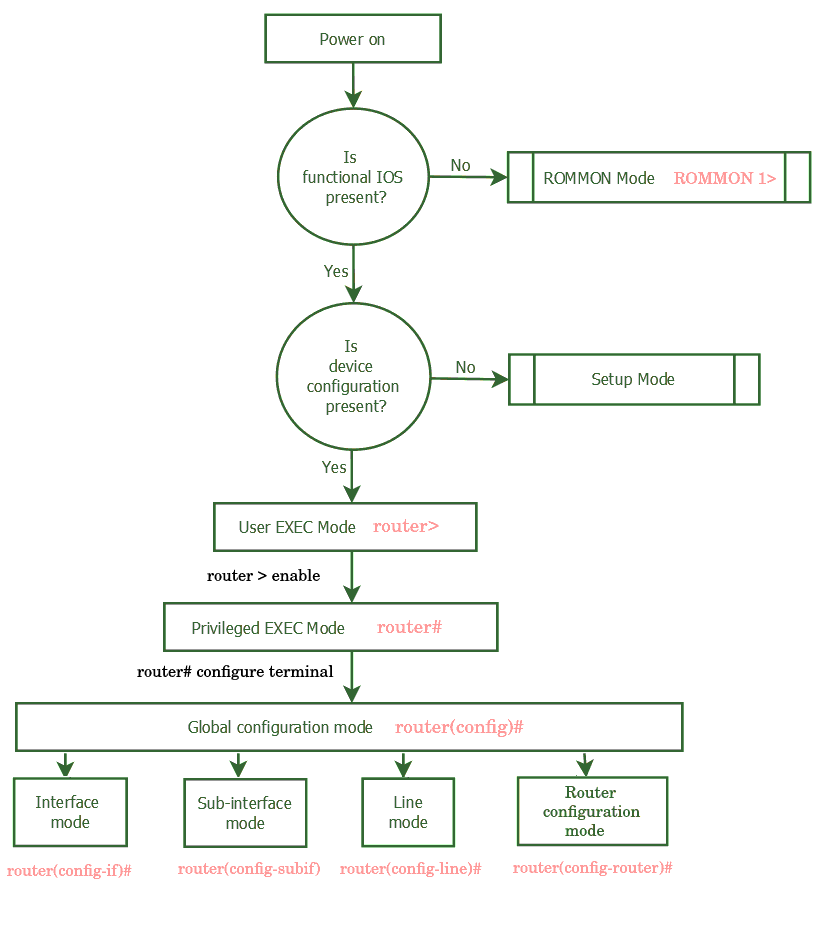 Power on
Is
functional IOS
present?
No
ROMMON Mode ROMMON 1>
Yes
Is
device
configuration
present?
No
Setup Mode
Yes
User EXEC Mode router>
router > enable
Privileged EXEC Mode router#
router# configure terminal
Global configuration mode router(config)#
Interface
mode
Sub-interface
mode
Line
mode
Router
configuration
mode
router(config-if)#
router(config-subif)
router(config-line)#
router(config-router)#